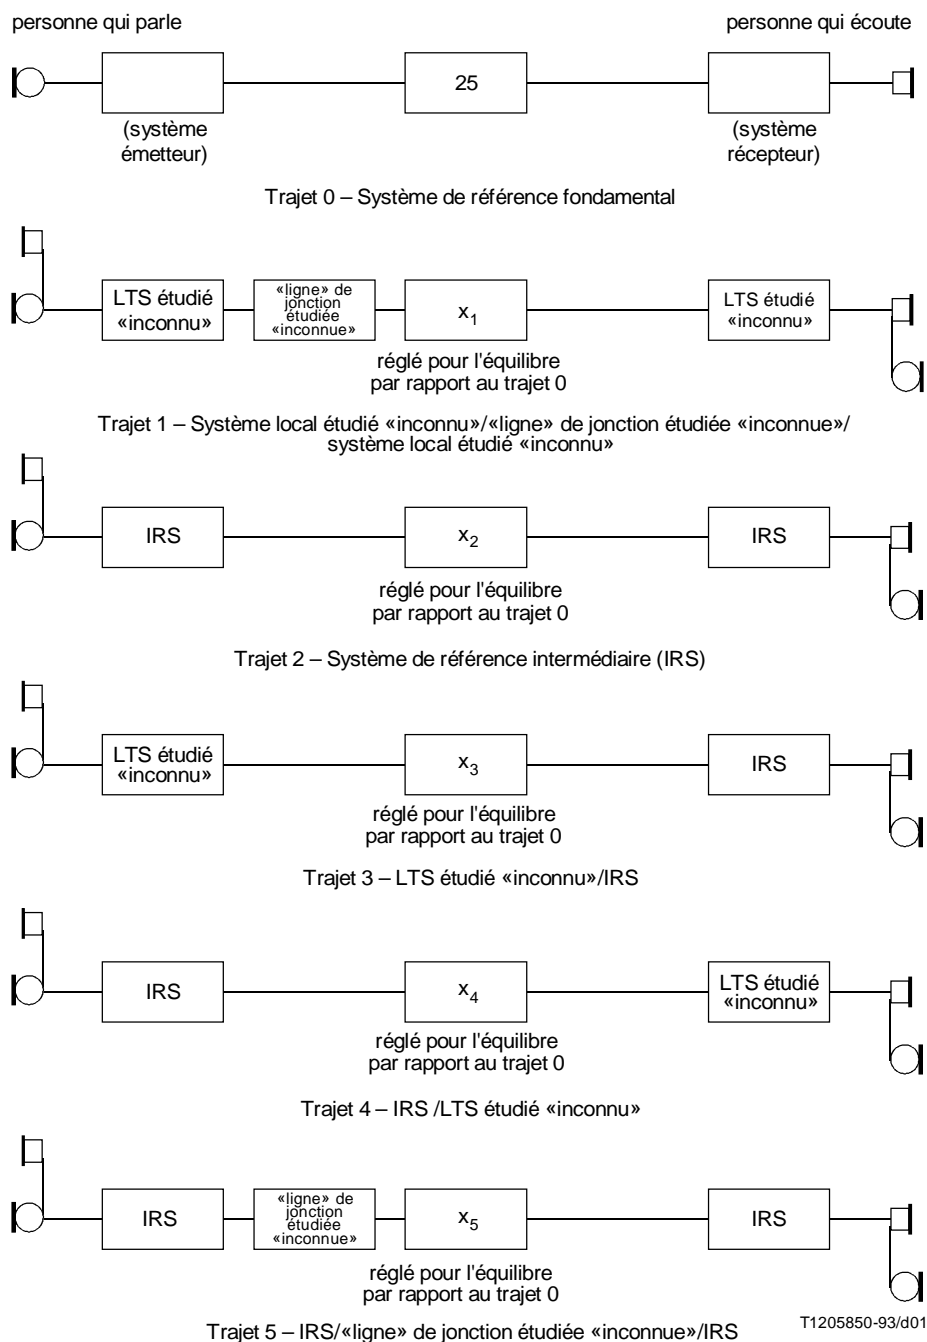 personne qui parle
personne qui écoute
25
(système
émetteur)
(système
récepteur)
Trajet 0 – Système de référence fondamental
LTS étudié
«inconnu»
«ligne» de
jonction
étudiée
«inconnue»
x1
LTS étudié
«inconnu»
réglé pour l'équilibre
par rapport au trajet 0
Trajet 1 – Système local étudié «inconnu»/«ligne» de jonction étudiée «inconnue»/
système local étudié «inconnu»
IRS
x2
IRS
réglé pour l'équilibre
par rapport au trajet 0
Trajet 2 – Système de référence intermédiaire (IRS)
LTS étudié
«inconnu»
x3
IRS
réglé pour l'équilibre
par rapport au trajet 0
Trajet 3 – LTS étudié «inconnu»/IRS
IRS
x4
LTS étudié
«inconnu»
réglé pour l'équilibre
par rapport au trajet 0
Trajet 4 – IRS /LTS étudié «inconnu»
IRS
«ligne» de
jonction
étudiée
«inconnue»
x5
IRS
réglé pour l'équilibre
par rapport au trajet 0
Trajet 5 – IRS/«ligne» de jonction étudiée «inconnue»/IRS
T1205850-93/d01